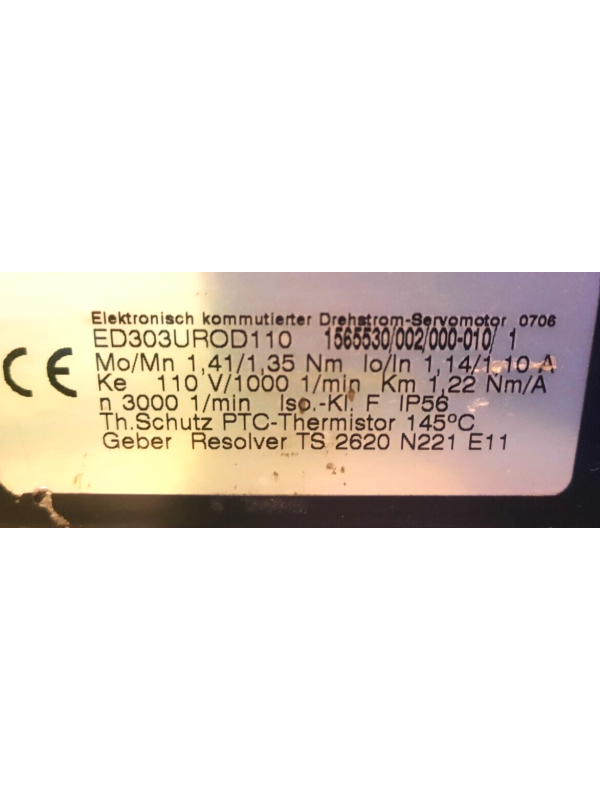 Elektronisch kommutierter Drehstrom-Servomotor 0706
ED303UROD110 1565530/002/000-010/ 1
CE
Mo/Mn 1,41/1,35 Nm Io/In 1,14/1,10 A
Ke 110 V/1000 1/min Km 1,22 Nm/A
n 3000 1/min Iso.-Kl. F IP56
Th.Schutz PTC-Thermistor 145°C
Geber Resolver TS 2620 N221 E11